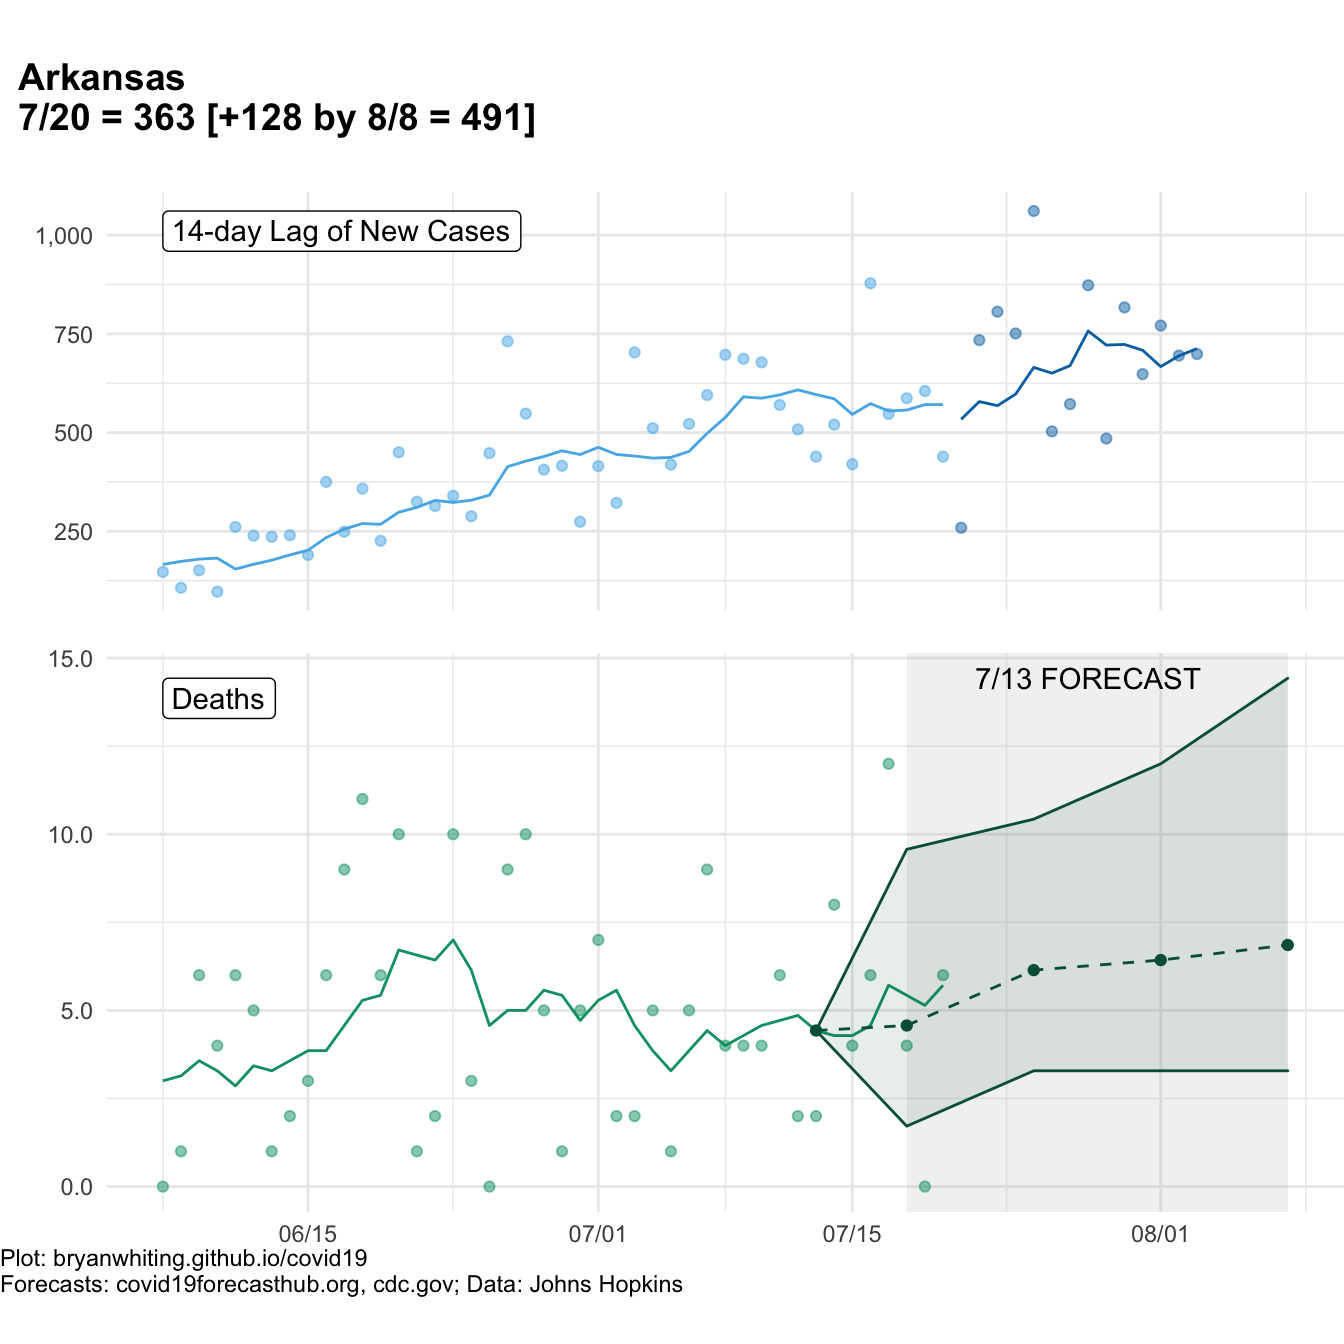 Arkansas
7/20 = 363 [+128 by 8/8 = 491]
14-day Lag of New Cases
1,000
750
500
250
15.0
7/13 FORECAST
Deaths
10.0
5.0
0.0
06/15 07/01 07/15 08/01
Plot: bryanwhiting.github.io/covid19
Forecasts: covid19forecasthub.org, cdc.gov; Data: Johns Hopkins